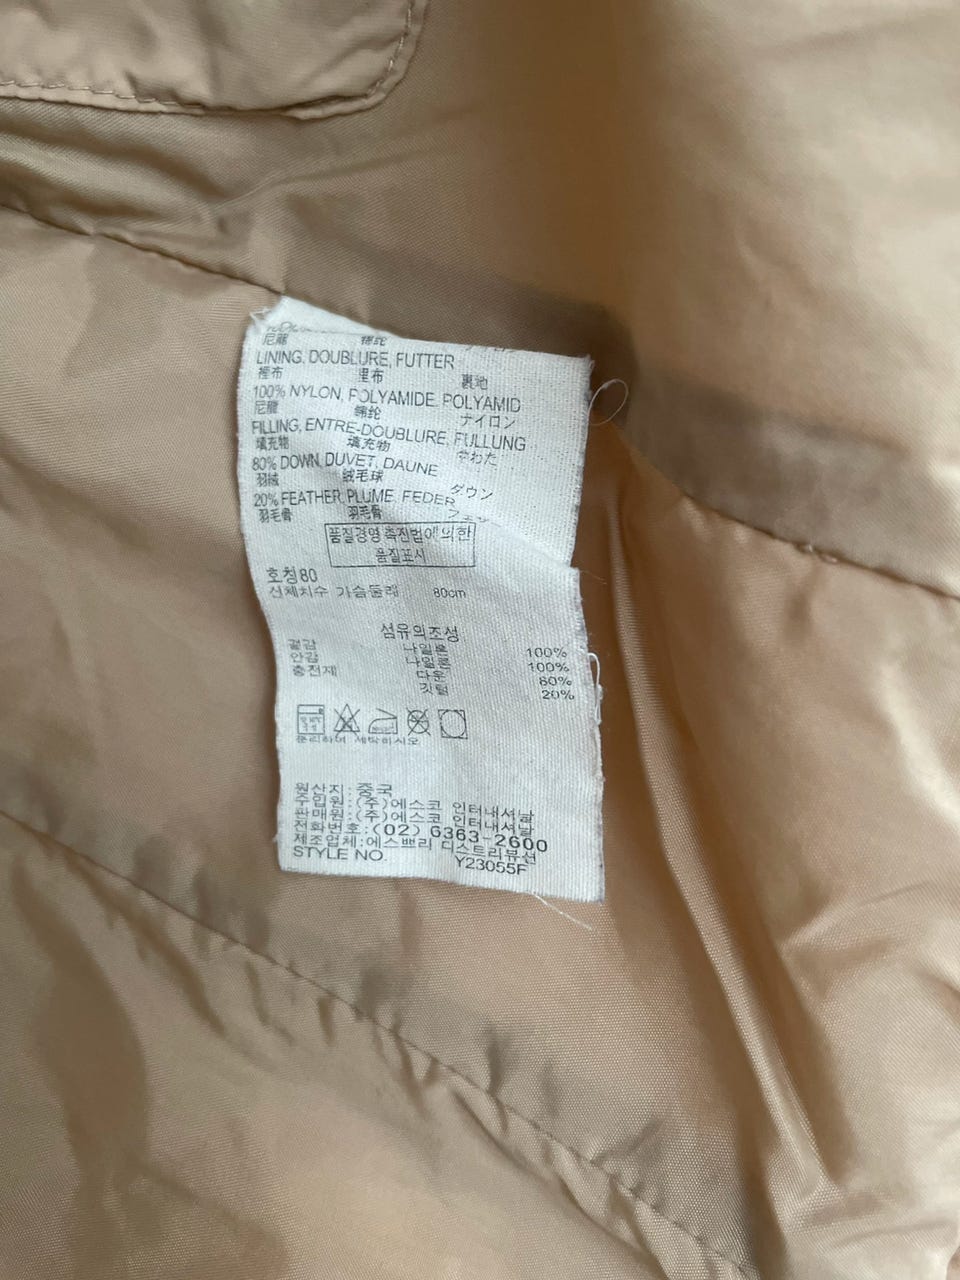 100%
尼龍 錦綸
LINING, DOUBLURE, FUTTER
裡布 里布 裏地
100% NYLON, POLYAMIDE, POLYAMID
尼龍 錦纶 ナイロン
FILLING, ENTRE-DOUBLURE, FULLUNG
填充物 填充物 中わた
80% DOWN, DUVET, DAUNE
羽絨 绒毛球 ダウン
20% FEATHER, PLUME, FEDER
羽毛骨 羽毛骨
품질경영 촉진법에의한
품질표시
호칭80
신체치수 가슴둘레 80cm
섬유의조성
겉감 나일론 100%
안감 나일론 100%
충전재 다운 80%
깃털 20%
분리하여 세탁하시오
원산지: 중국
수입원: (주)에스코 인터내셔날
판매원: (주)에스코 인터내셔날
전화번호: (02) 6363-2600
제조업체: 에스쁘리 디스트리뷰션
STYLE NO. Y23055F